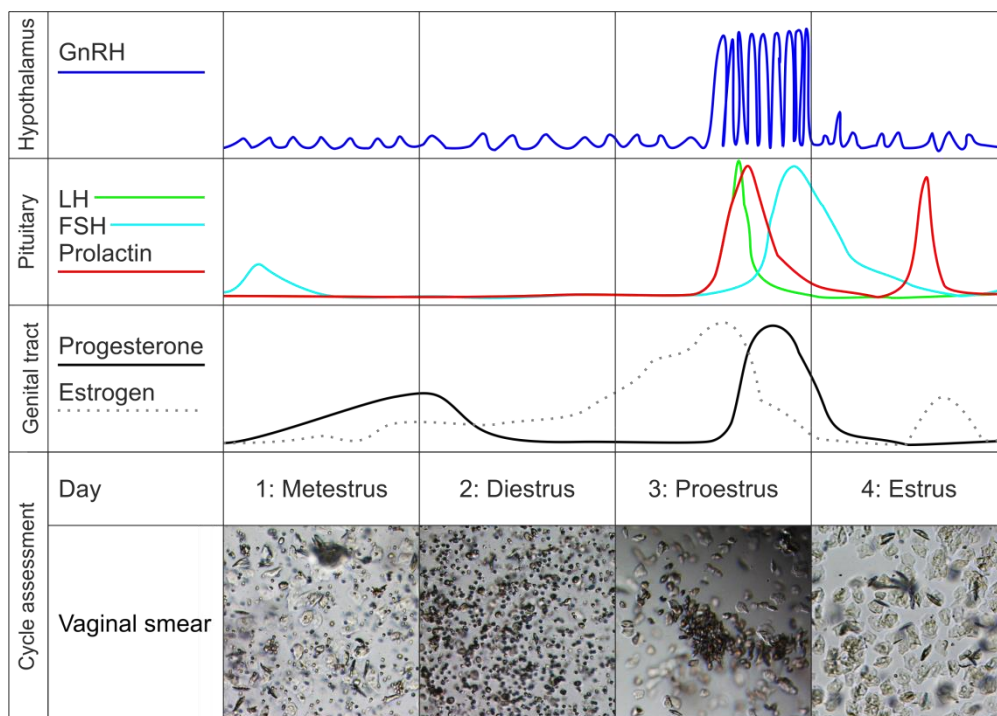 Hypothalamus
GnRH
Pituitary
LH
FSH
Prolactin
Genital tract
Progesterone
Estrogen
Cycle assessment
Day
1: Metestrus
2: Diestrus
3: Proestrus
4: Estrus
Vaginal smear